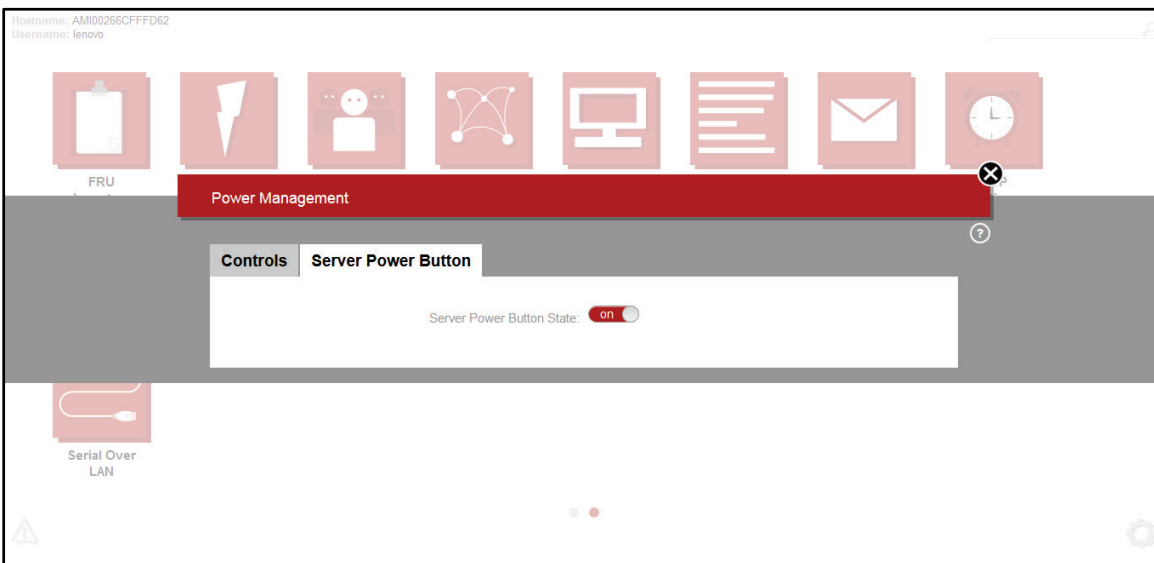 Hostname: AMI00266CFFFD62
Username: lenovo
FRU
Power Management
?
Controls
Server Power Button
Server Power Button State: on
Serial Over
LAN